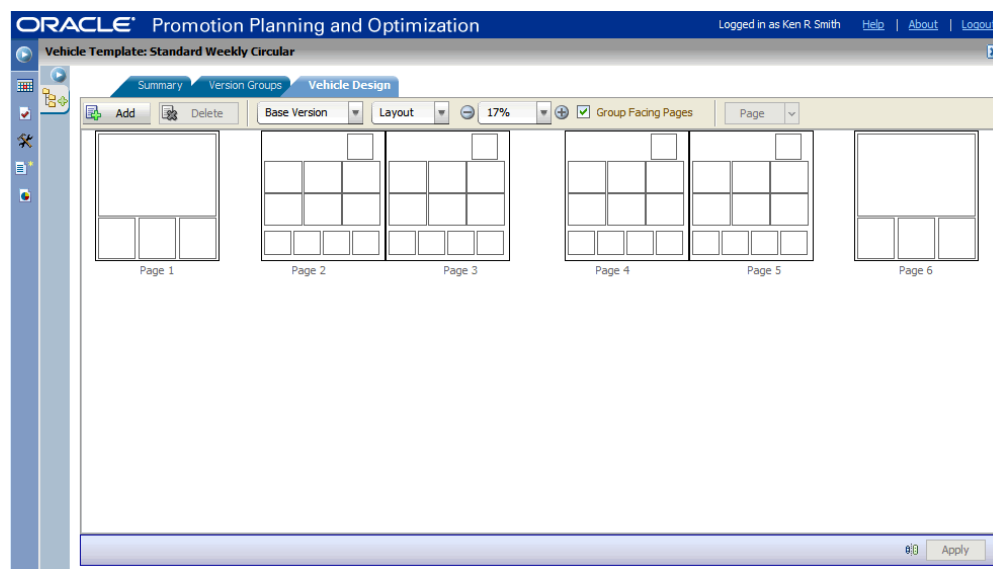 ORACLE® Promotion Planning and Optimization Logged in as Ken R Smith Help | About | Logout
Vehicle Template: Standard Weekly Circular
Summary Version Groups Vehicle Design
Add Delete Base Version Layout 17% Group Facing Pages Page
Page 1 Page 2 Page 3 Page 4 Page 5 Page 6
Apply